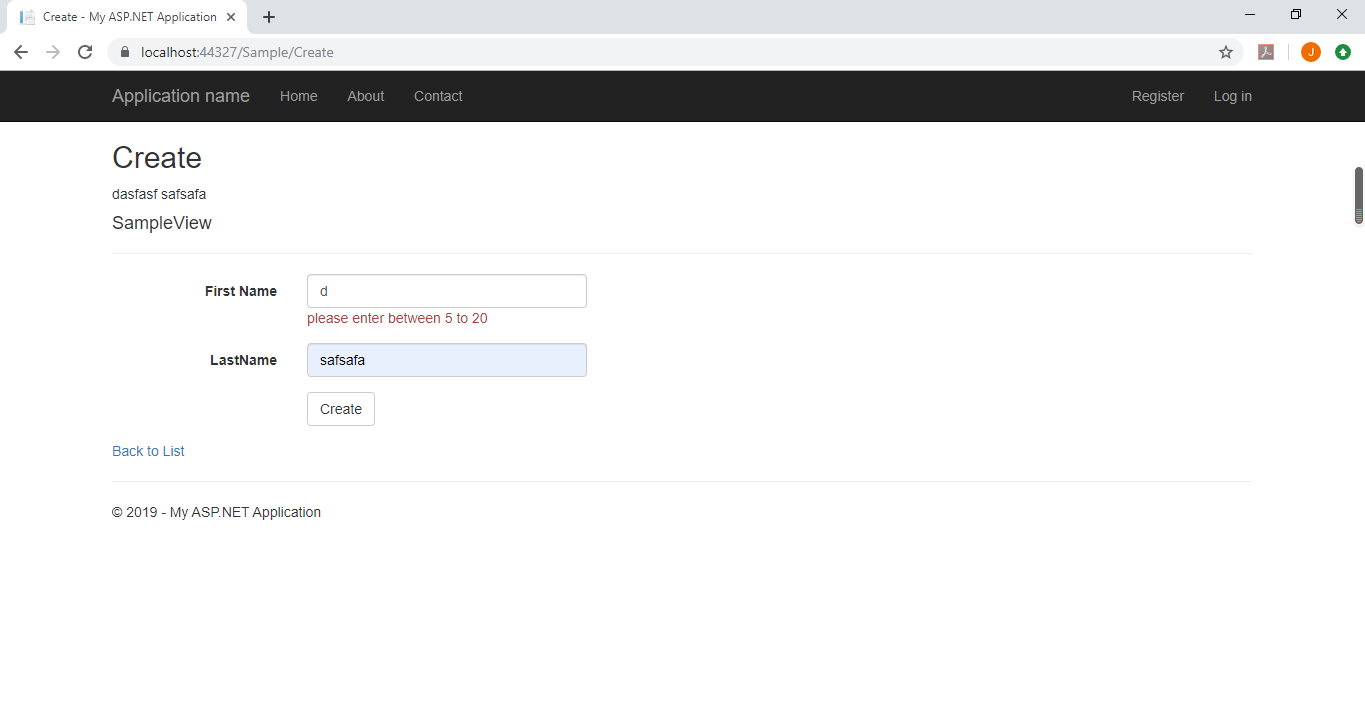 Create - My ASP.NET Application
localhost:44327/Sample/Create
J
Application name Home About Contact Register Log in
Create
dasfasf safsafa
SampleView
First Name d
please enter between 5 to 20
LastName safsafa
Create
Back to List
© 2019 - My ASP.NET Application